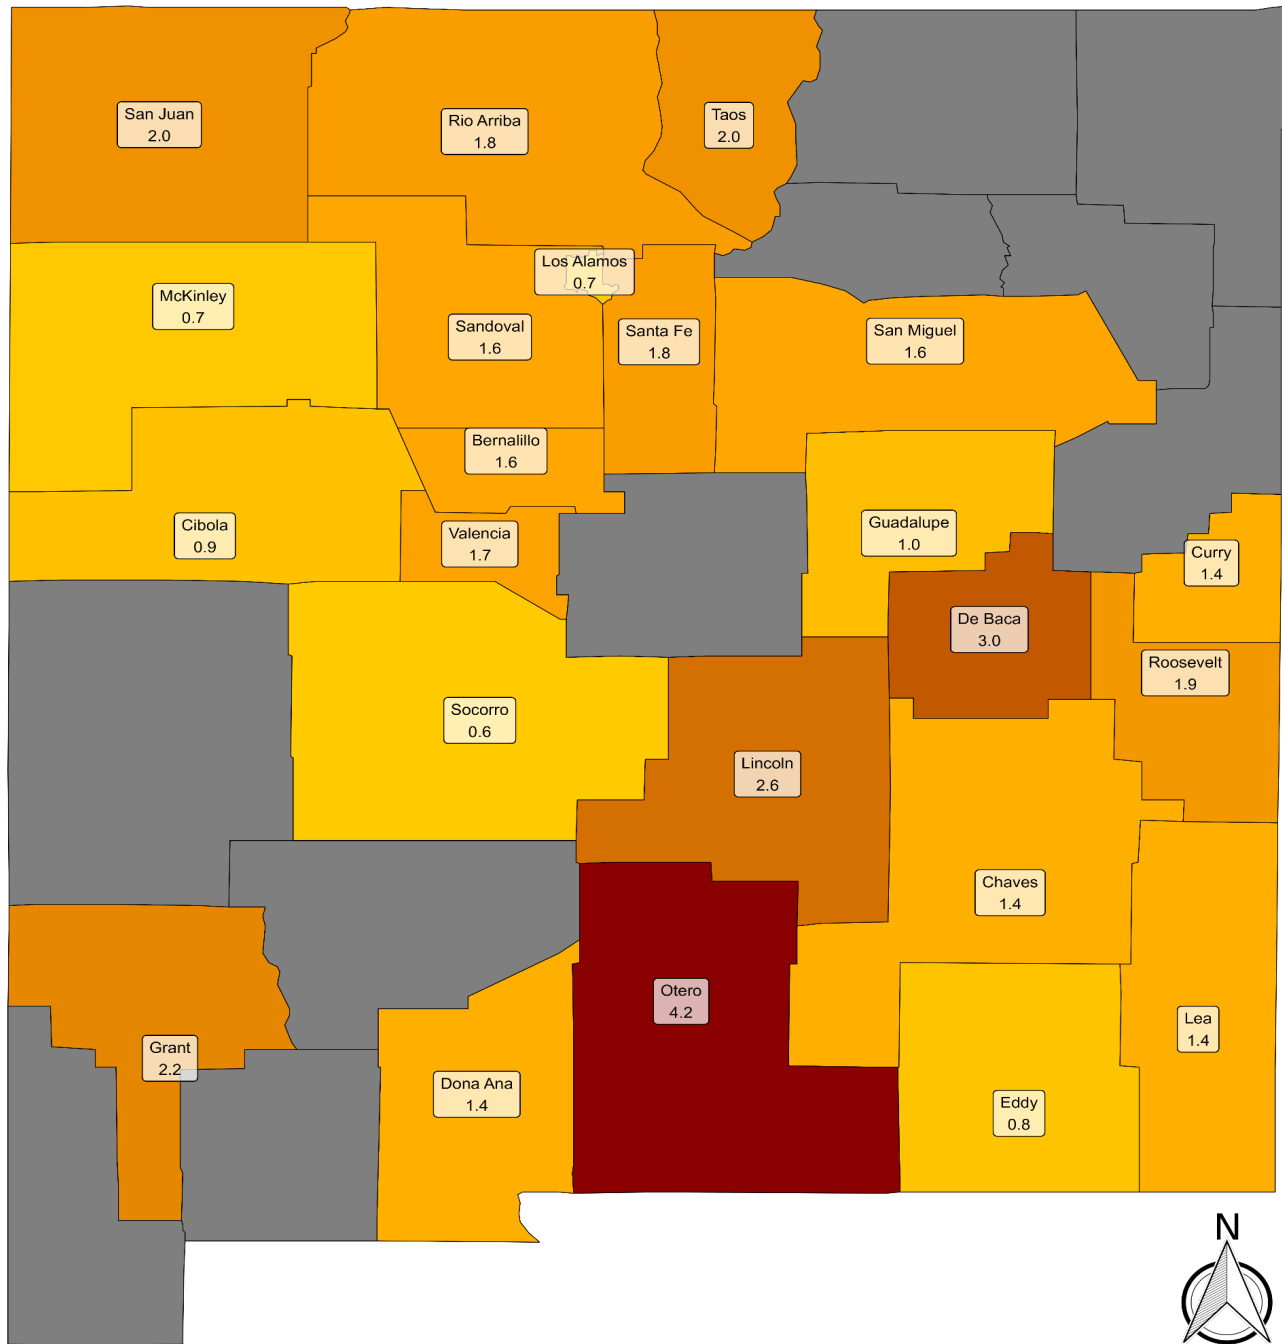 San Juan
2.0
Rio Arriba
1.8
Taos
2.0
Los Alamos
0.7
McKinley
0.7
Sandoval
1.6
Santa Fe
1.8
San Miguel
1.6
Bernalillo
1.6
Cibola
0.9
Valencia
1.7
Guadalupe
1.0
Curry
1.4
De Baca
3.0
Roosevelt
1.9
Socorro
0.6
Lincoln
2.6
Chaves
1.4
Otero
4.2
Lea
1.4
Grant
2.2
Dona Ana
1.4
Eddy
0.8
N